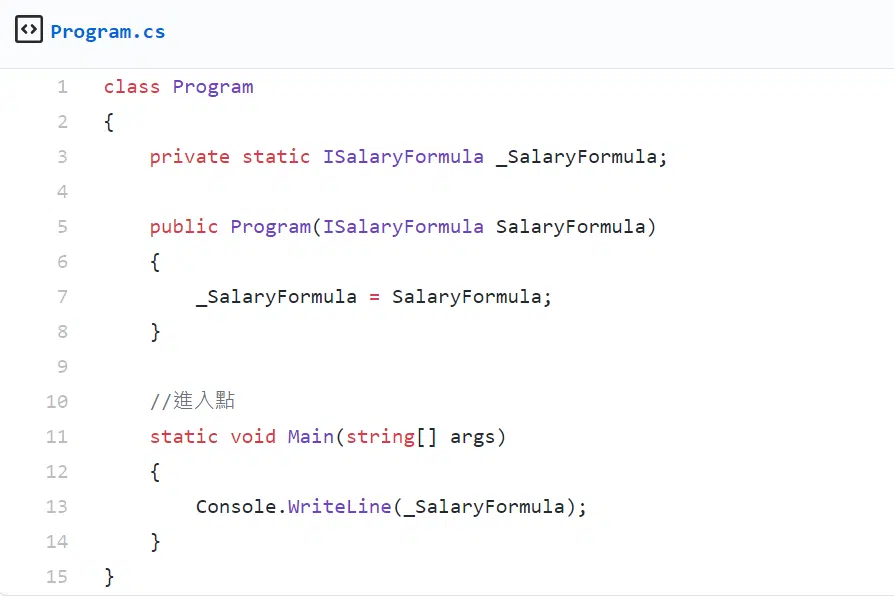 Program.cs
1 class Program
2 {
3 private static ISalaryFormula _SalaryFormula;
4
5 public Program(ISalaryFormula SalaryFormula)
6 {
7 _SalaryFormula = SalaryFormula;
8 }
9
10 //進入點
11 static void Main(string[] args)
12 {
13 Console.WriteLine(_SalaryFormula);
14 }
15 }